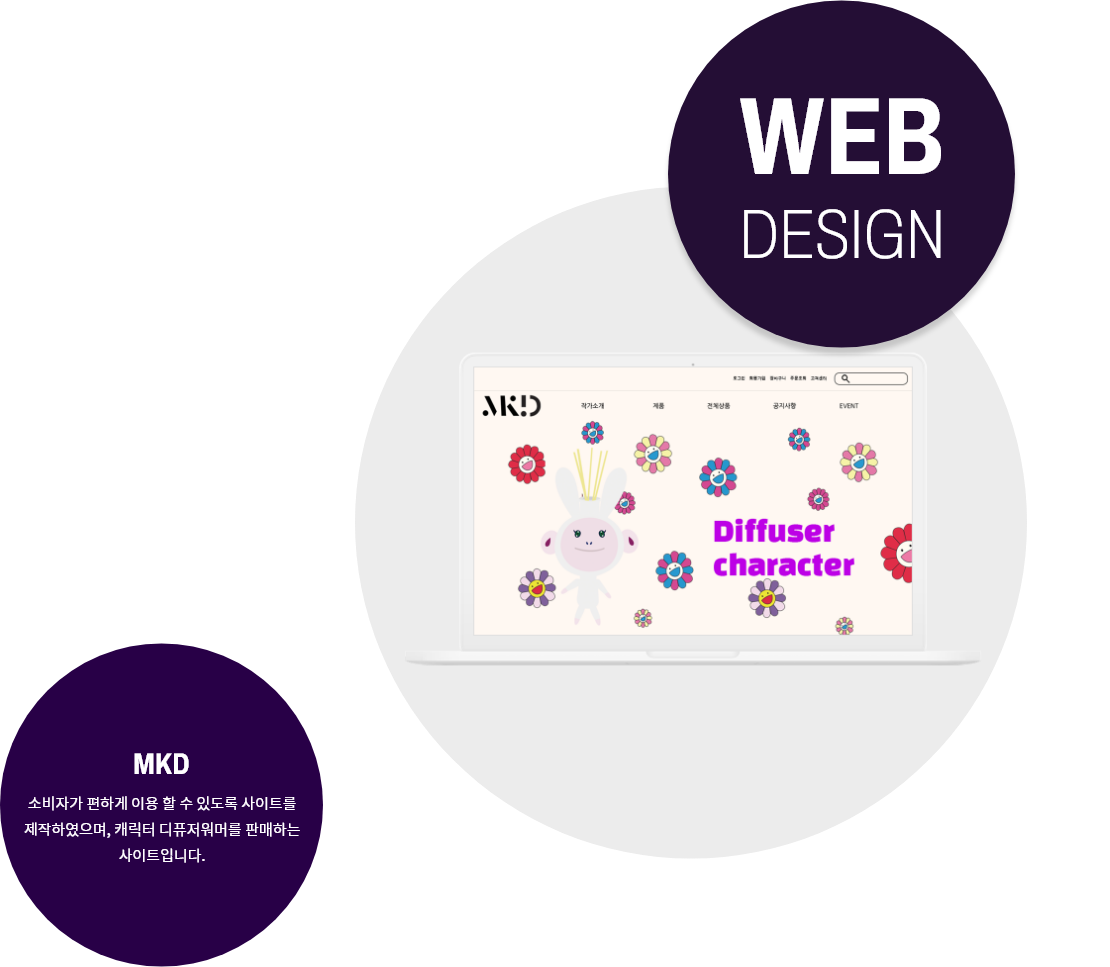 WEB
DESIGN
로그인 회원가입 장바구니 주문조회 고객센터
MKD
작가소개 제품 전체상품 공지사항 EVENT
Diffuser
character
MKD
소비자가 편하게 이용 할 수 있도록 사이트를
제작하였으며, 캐릭터 디퓨저워머를 판매하는
사이트입니다.